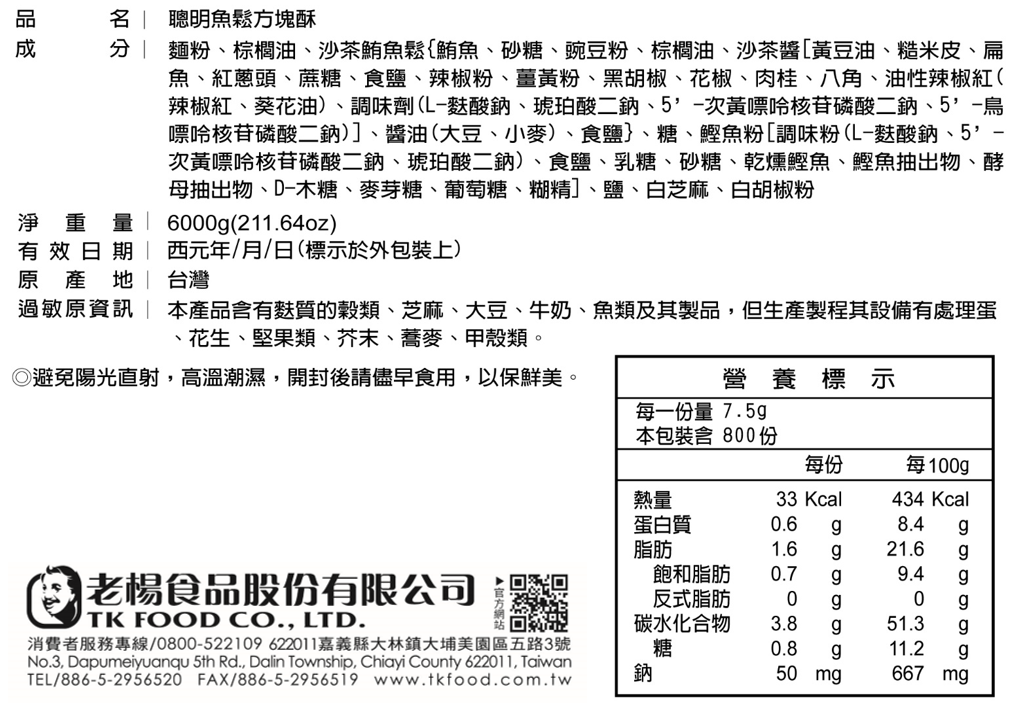 品名｜聰明魚鬆方塊酥
成分｜麵粉、棕櫚油、沙茶鮪魚鬆{鮪魚、砂糖、豌豆粉、棕櫚油、沙茶醬[黃豆油、糙米皮、扁
魚、紅蔥頭、蔗糖、食鹽、辣椒粉、薑黃粉、黑胡椒、花椒、肉桂、八角、油性辣椒紅(
辣椒紅、葵花油)、調味劑(L-麩酸鈉、琥珀酸二鈉、5’-次黃嘌呤核苷磷酸二鈉、5’-鳥
嘌呤核苷磷酸二鈉)]、醬油(大豆、小麥)、食鹽}、糖、鰹魚粉[調味粉(L-麩酸鈉、5’-
次黃嘌呤核苷磷酸二鈉、琥珀酸二鈉)、食鹽、乳糖、砂糖、乾燻鰹魚、鰹魚抽出物、酵
母抽出物、D-木糖、麥芽糖、葡萄糖、糊精]、鹽、白芝麻、白胡椒粉
淨重量｜6000g(211.64oz)
有效日期｜西元年/月/日(標示於外包裝上)
原產地｜台灣
過敏原資訊｜本產品含有麩質的穀類、芝麻、大豆、牛奶、魚類及其製品，但生產製程其設備有處理蛋
、花生、堅果類、芥末、蕎麥、甲殼類。
◎避免陽光直射，高溫潮濕，開封後請儘早食用，以保鮮美。
營養標示
每一份量 7.5g
本包裝含 800份
每份 每100g
熱量 33 Kcal 434 Kcal
蛋白質 0.6 g 8.4 g
脂肪 1.6 g 21.6 g
飽和脂肪 0.7 g 9.4 g
反式脂肪 0 g 0 g
碳水化合物 3.8 g 51.3 g
糖 0.8 g 11.2 g
鈉 50 mg 667 mg
老楊食品股份有限公司
TK FOOD CO., LTD.
▶官方網站
消費者服務專線/0800-522109 622011嘉義縣大林鎮大埔美園區五路3號
No.3, Dapumeiyuanqu 5th Rd., Dalin Township, Chiayi County 622011, Taiwan
TEL/886-5-2956520 FAX/886-5-2956519 www.tkfood.com.tw